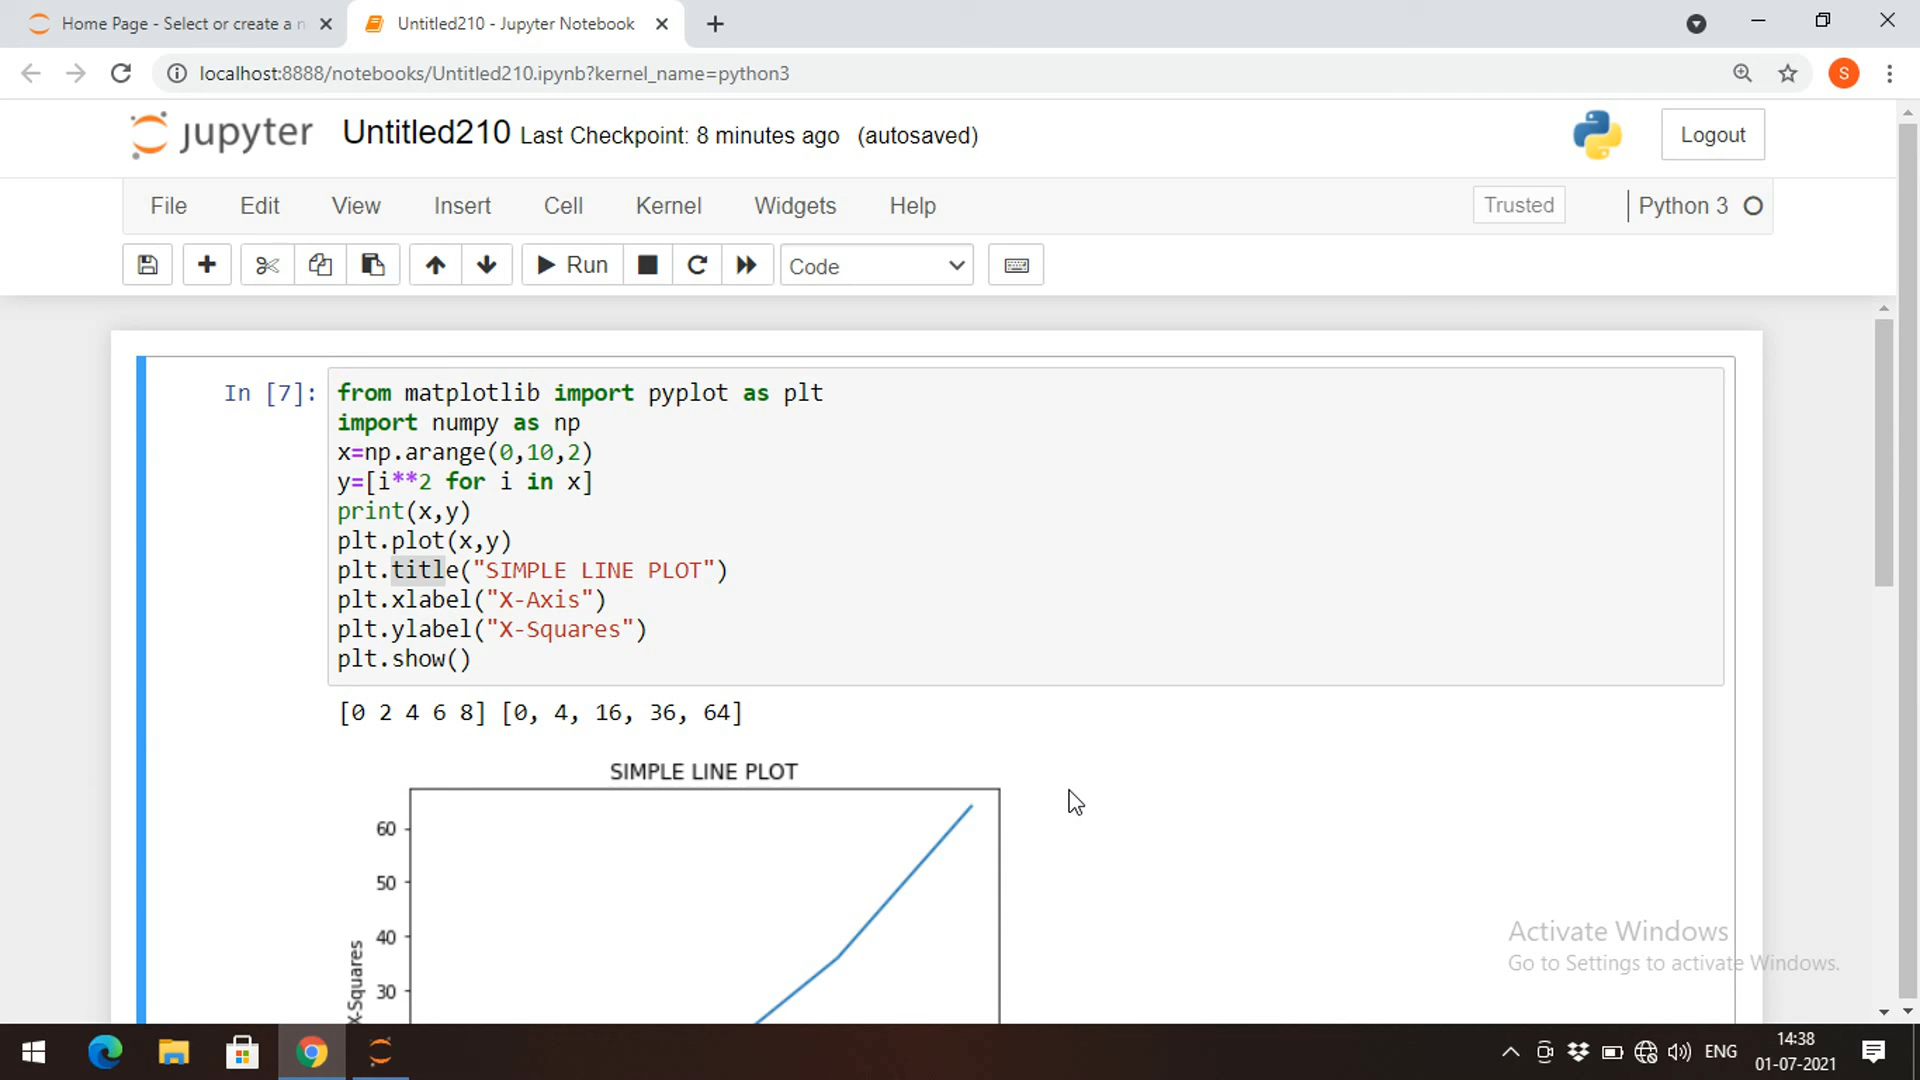 Home Page - Select or create a n
Untitled210 - Jupyter Notebook
localhost:8888/notebooks/Untitled210.ipynb?kernel_name=python3
S
jupyter Untitled210 Last Checkpoint: 8 minutes ago (autosaved)
Logout
File Edit View Insert Cell Kernel Widgets Help
Trusted
Python 3
Run
Code
In [7]:
from matplotlib import pyplot as plt
import numpy as np
x=np.arange(0,10,2)
y=[i**2 for i in x]
print(x,y)
plt.plot(x,y)
plt.title("SIMPLE LINE PLOT")
plt.xlabel("X-Axis")
plt.ylabel("X-Squares")
plt.show()
[0 2 4 6 8] [0, 4, 16, 36, 64]
SIMPLE LINE PLOT
60
50
40
30
X-Squares
Activate Windows
Go to Settings to activate Windows.
ENG
14:38
01-07-2021